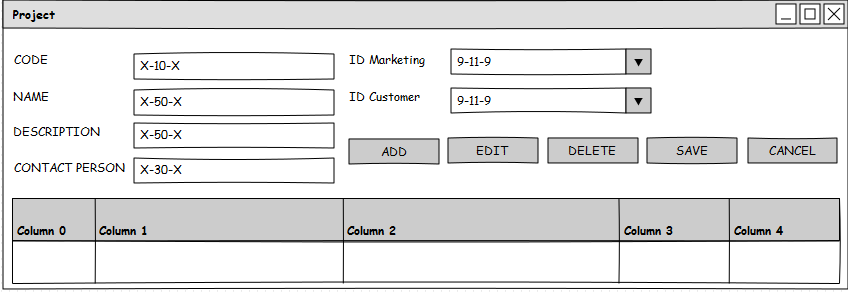 Project
CODE X-10-X ID Marketing 9-11-9
NAME X-50-X ID Customer 9-11-9
DESCRIPTION X-50-X
ADD EDIT DELETE SAVE CANCEL
CONTACT PERSON X-30-X
Column 0 Column 1 Column 2 Column 3 Column 4